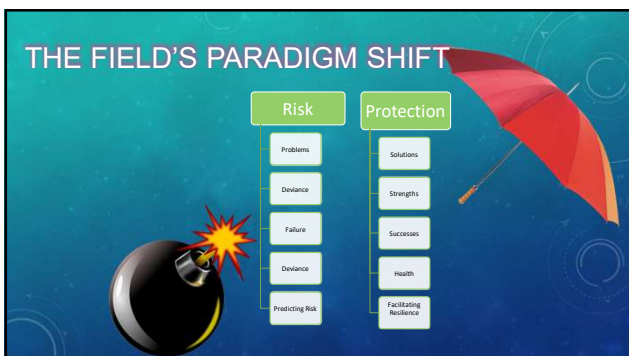 THE FIELD'S PARADIGM SHIFT
Risk
Problems
Deviance
Failure
Deviance
Predicting Risk
Protection
Solutions
Strengths
Successes
Health
Facilitating
Resilience